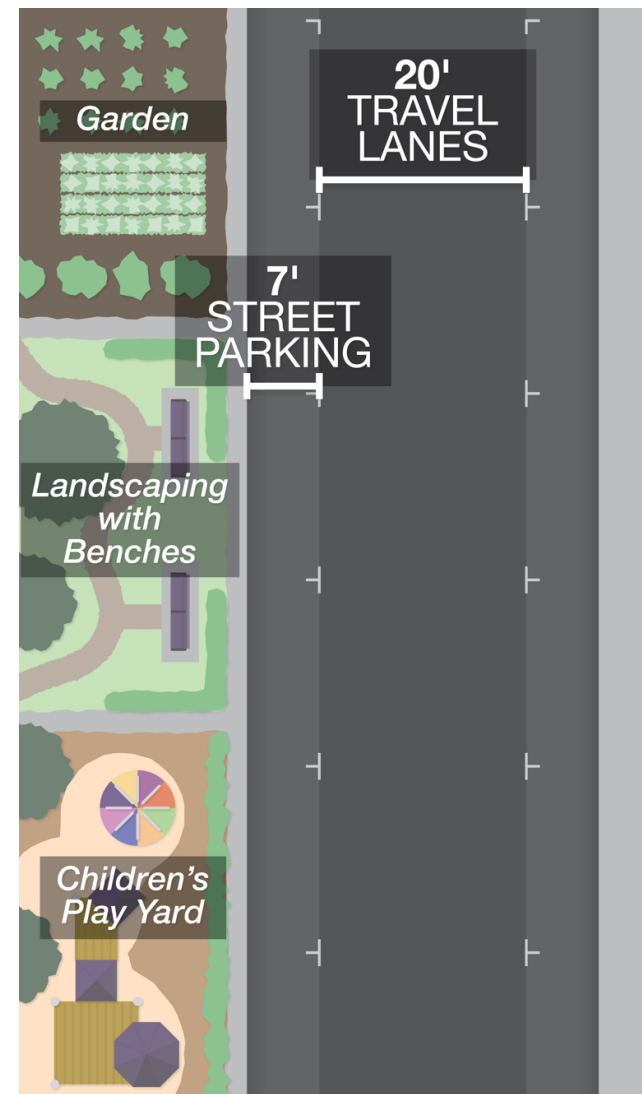 20'
TRAVEL
LANES
Garden
7'
STREET
PARKING
Landscaping
with
Benches
Children's
Play Yard